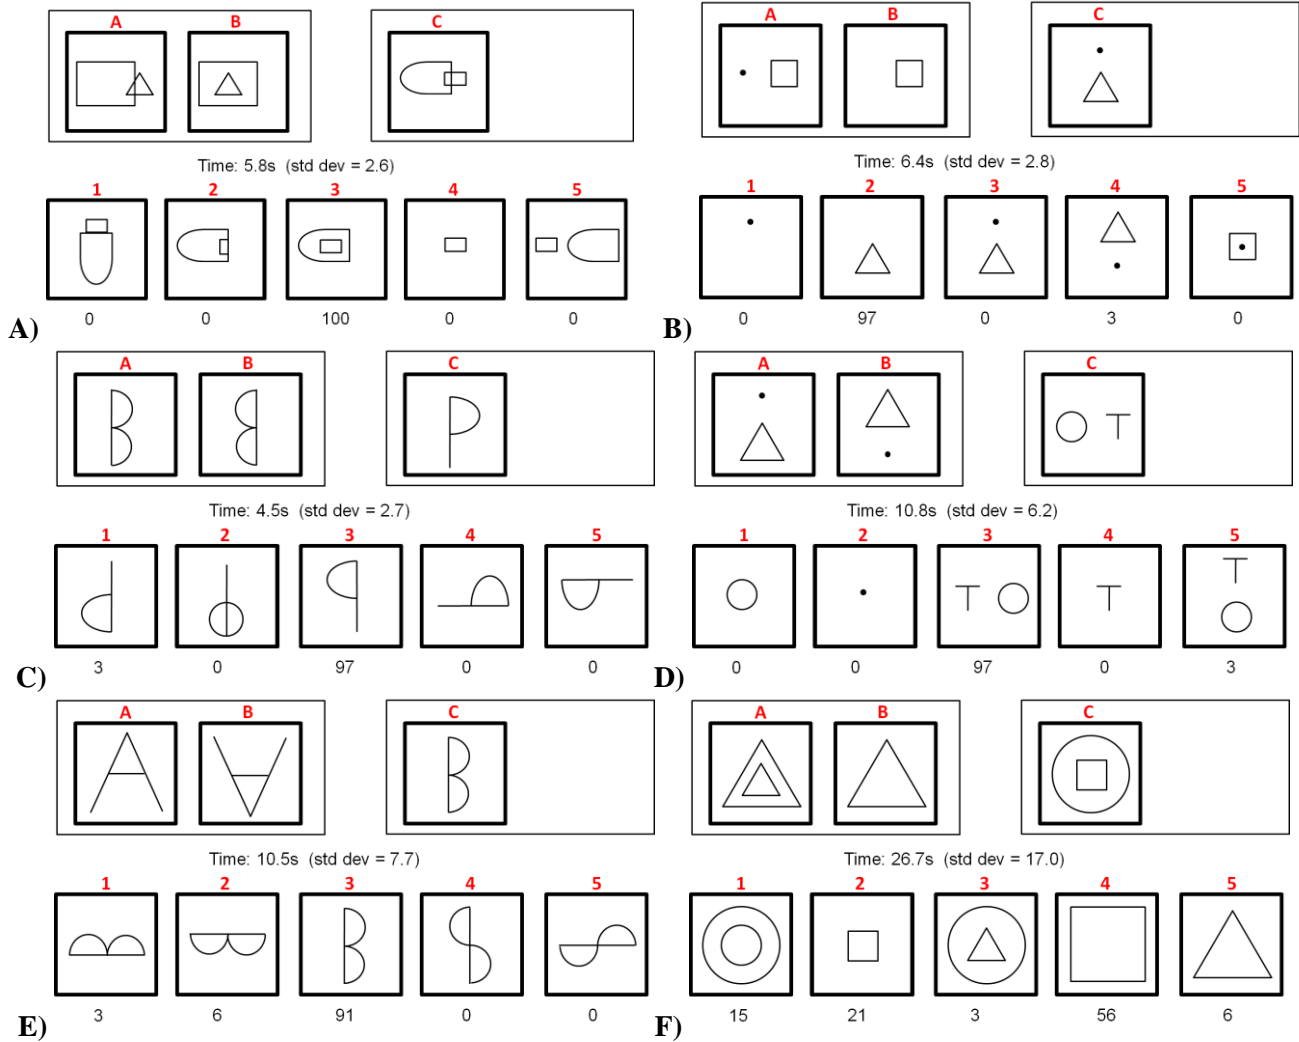 A B C
Time: 5.8s (std dev = 2.6)
1 2 3 4 5
0 0 100 0 0
A)
A B C
Time: 6.4s (std dev = 2.8)
1 2 3 4 5
0 97 0 3 0
B)
A B C
Time: 4.5s (std dev = 2.7)
1 2 3 4 5
3 0 97 0 0
C)
A B C
Time: 10.8s (std dev = 6.2)
1 2 3 4 5
0 0 97 0 3
D)
A B C
Time: 10.5s (std dev = 7.7)
1 2 3 4 5
3 6 91 0 0
E)
A B C
Time: 26.7s (std dev = 17.0)
1 2 3 4 5
15 21 3 56 6
F)